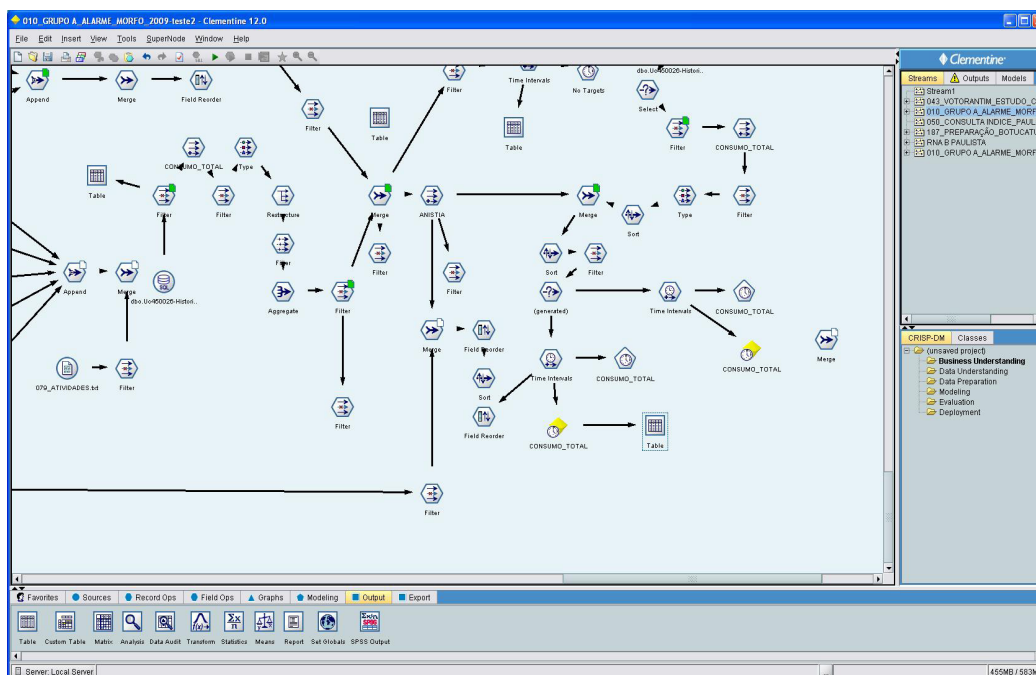 010_GRUPO A_ALARME_MORFO_2009-teste2 - Clementine 12.0
File Edit Insert View Tools SuperNode Window Help
Clementine
Streams Outputs Models
Stream1
043_VOTORANTIM_ESTUDO_C
010_GRUPO A_ALARME_MORF
050_CONSULTA INDICE_PAUL
187_PREPARAÇÃO_BOTUCAT
RNA B PAULISTA
010_GRUPO A_ALARME_MORF
dbo.Uc460026-Histori..
Append
Merge
Field Reorder
Filter
Table
Filter
Time Intervals
No Targets
Select
Table
Filter
CONSUMO_TOTAL
CONSUMO_TOTAL
Type
Table
Filter
Filter
Restructure
Merge
ANISTIA
Merge
Sort
Type
Filter
Filter
Filter
Filter
Sort
Filter
Append
Merge
SQL
dbo.Uc460026-Histori..
Aggregate
Filter
(generated)
Time Intervals
CONSUMO_TOTAL
Merge
Field Reorder
Merge
079_ATIVIDADES.txt
Filter
Time Intervals
CONSUMO_TOTAL
CONSUMO_TOTAL
Sort
Filter
Field Reorder
CONSUMO_TOTAL
Table
Filter
CRISP-DM Classes
(unsaved project)
Business Understanding
Data Understanding
Data Preparation
Modeling
Evaluation
Deployment
Favorites Sources Record Ops Field Ops Graphs Modeling Output Export
Table Custom Table Matrix Analysis Data Audit Transform Statistics Means Report Set Globals SPSS Output
Server: Local Server
455MB / 583M